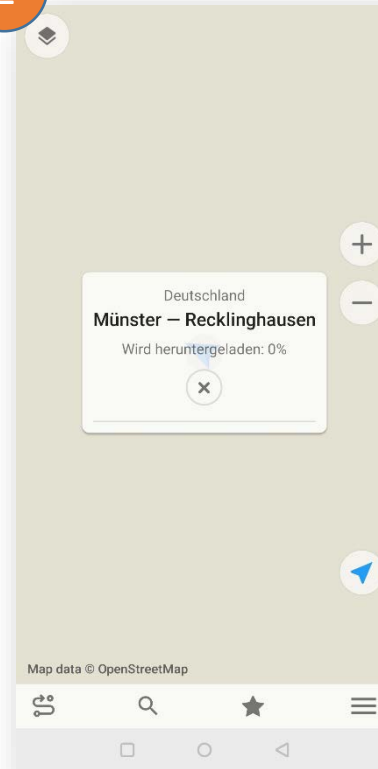 Deutschland
Münster — Recklinghausen
Wird heruntergeladen: 0%
Map data © OpenStreetMap